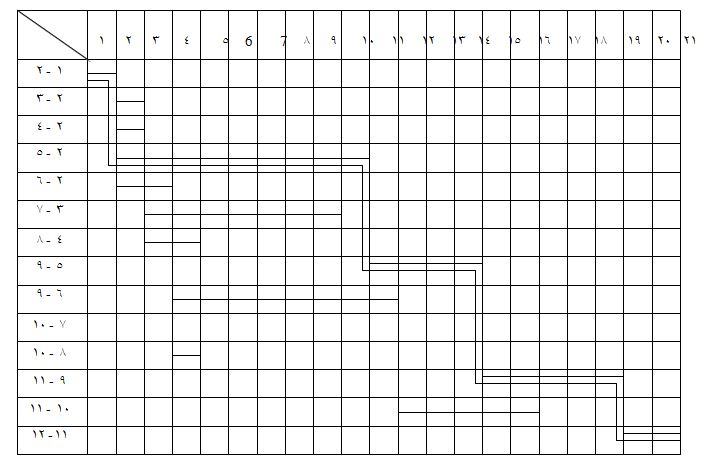 ١ ٢ ٣ ٤ ٥ 6 7 ٨ ٩ ١٠ ١١ ١٢ ١٣ ١٤ ١٥ ١٦ ١٧ ١٨ ١٩ ٢٠ ٢١
١ - ٢
٢ - ٣
٢ - ٤
٢ - ٥
٢ - ٦
٣ - ٧
٤ - ٨
٥ - ٩
٦ - ٩
٧ - ١٠
٨ - ١٠
٩ - ١١
١٠ - ١١
١١-١٢